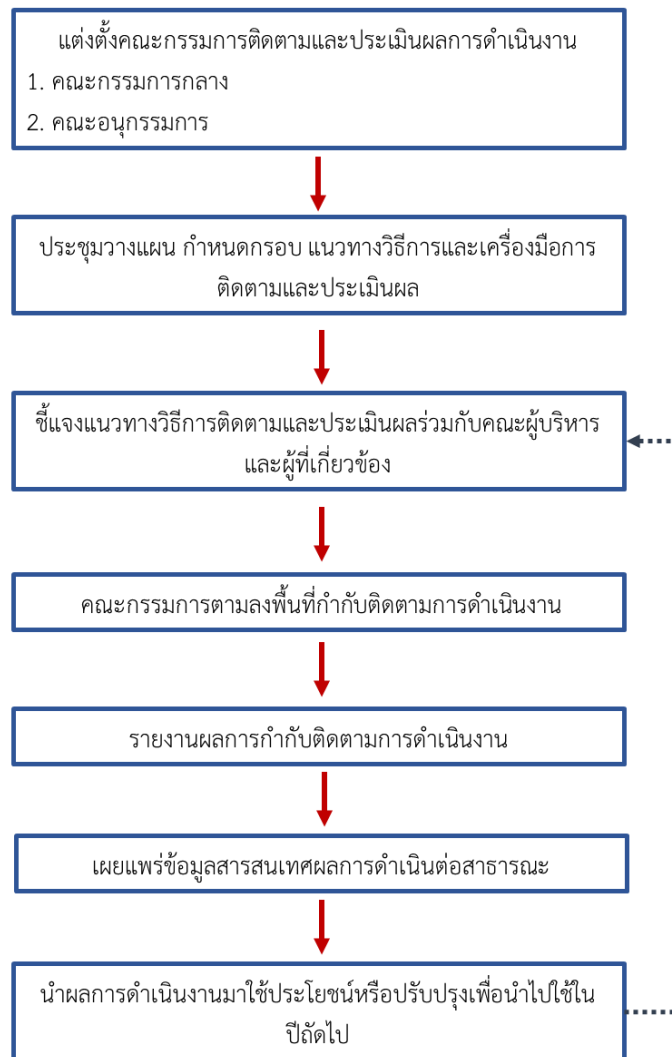 แต่งตั้งคณะกรรมการติดตามและประเมินผลการดำเนินงาน
1. คณะกรรมการกลาง
2. คณะอนุกรรมการ
ประชุมวางแผน กำหนดกรอบ แนวทางวิธีการและเครื่องมือการ
ติดตามและประเมินผล
ชี้แจงแนวทางวิธีการติดตามและประเมินผลร่วมกับคณะผู้บริหาร
และผู้ที่เกี่ยวข้อง
คณะกรรมการตามลงพื้นที่กำกับติดตามการดำเนินงาน
รายงานผลการกำกับติดตามการดำเนินงาน
เผยแพร่ข้อมูลสารสนเทศผลการดำเนินต่อสาธารณะ
นำผลการดำเนินงานมาใช้ประโยชน์หรือปรับปรุงเพื่อนำไปใช้ใน
ปีถัดไป